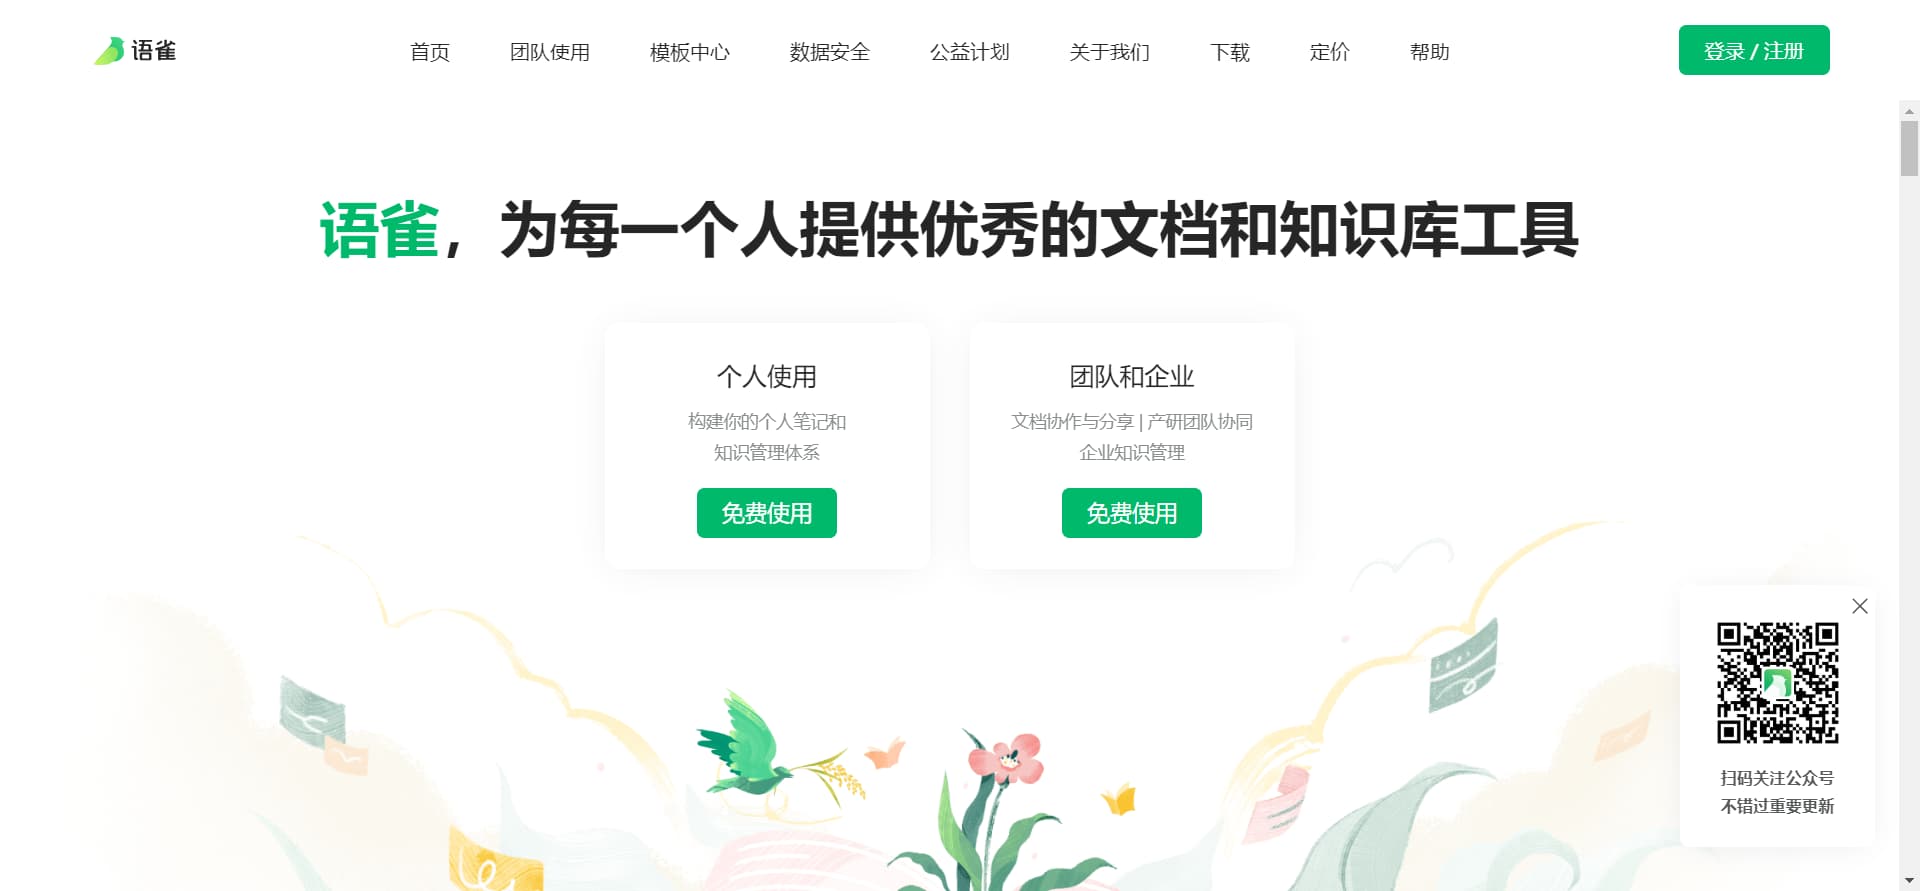 语雀
首页 团队使用 模板中心 数据安全 公益计划 关于我们 下载 定价 帮助
登录 / 注册
语雀，为每一个人提供优秀的文档和知识库工具
个人使用
构建你的个人笔记和
知识管理体系
免费使用
团队和企业
文档协作与分享 | 产研团队协同
企业知识管理
免费使用
扫码关注公众号
不错过重要更新